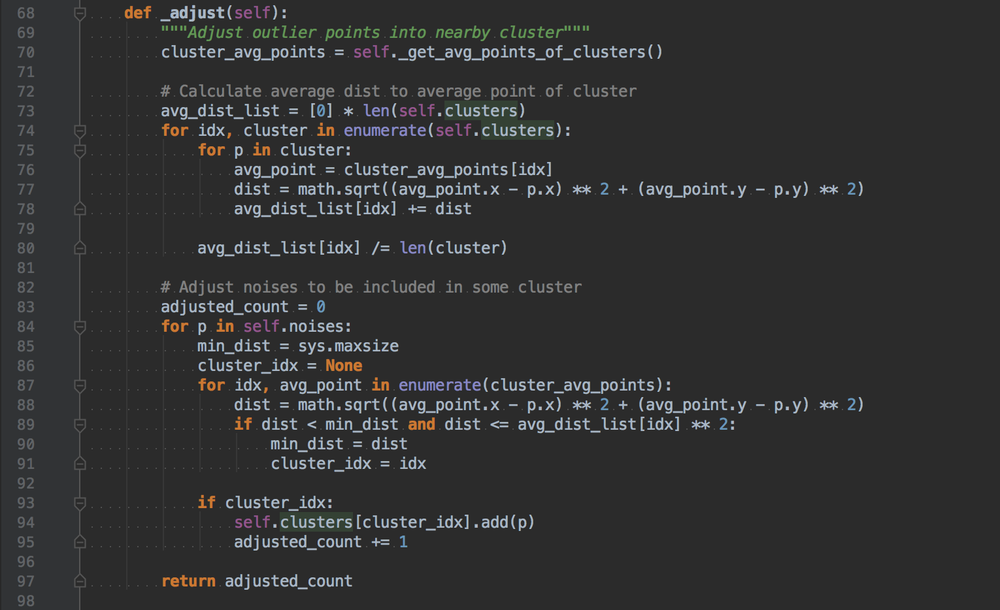 68 def _adjust(self):
69 """Adjust outlier points into nearby cluster"""
70 cluster_avg_points = self._get_avg_points_of_clusters()
71
72 # Calculate average dist to average point of cluster
73 avg_dist_list = [0] * len(self.clusters)
74 for idx, cluster in enumerate(self.clusters):
75 for p in cluster:
76 avg_point = cluster_avg_points[idx]
77 dist = math.sqrt((avg_point.x - p.x) ** 2 + (avg_point.y - p.y) ** 2)
78 avg_dist_list[idx] += dist
79
80 avg_dist_list[idx] /= len(cluster)
81
82 # Adjust noises to be included in some cluster
83 adjusted_count = 0
84 for p in self.noises:
85 min_dist = sys.maxsize
86 cluster_idx = None
87 for idx, avg_point in enumerate(cluster_avg_points):
88 dist = math.sqrt((avg_point.x - p.x) ** 2 + (avg_point.y - p.y) ** 2)
89 if dist < min_dist and dist <= avg_dist_list[idx] ** 2:
90 min_dist = dist
91 cluster_idx = idx
92
93 if cluster_idx:
94 self.clusters[cluster_idx].add(p)
95 adjusted_count += 1
96
97 return adjusted_count
98